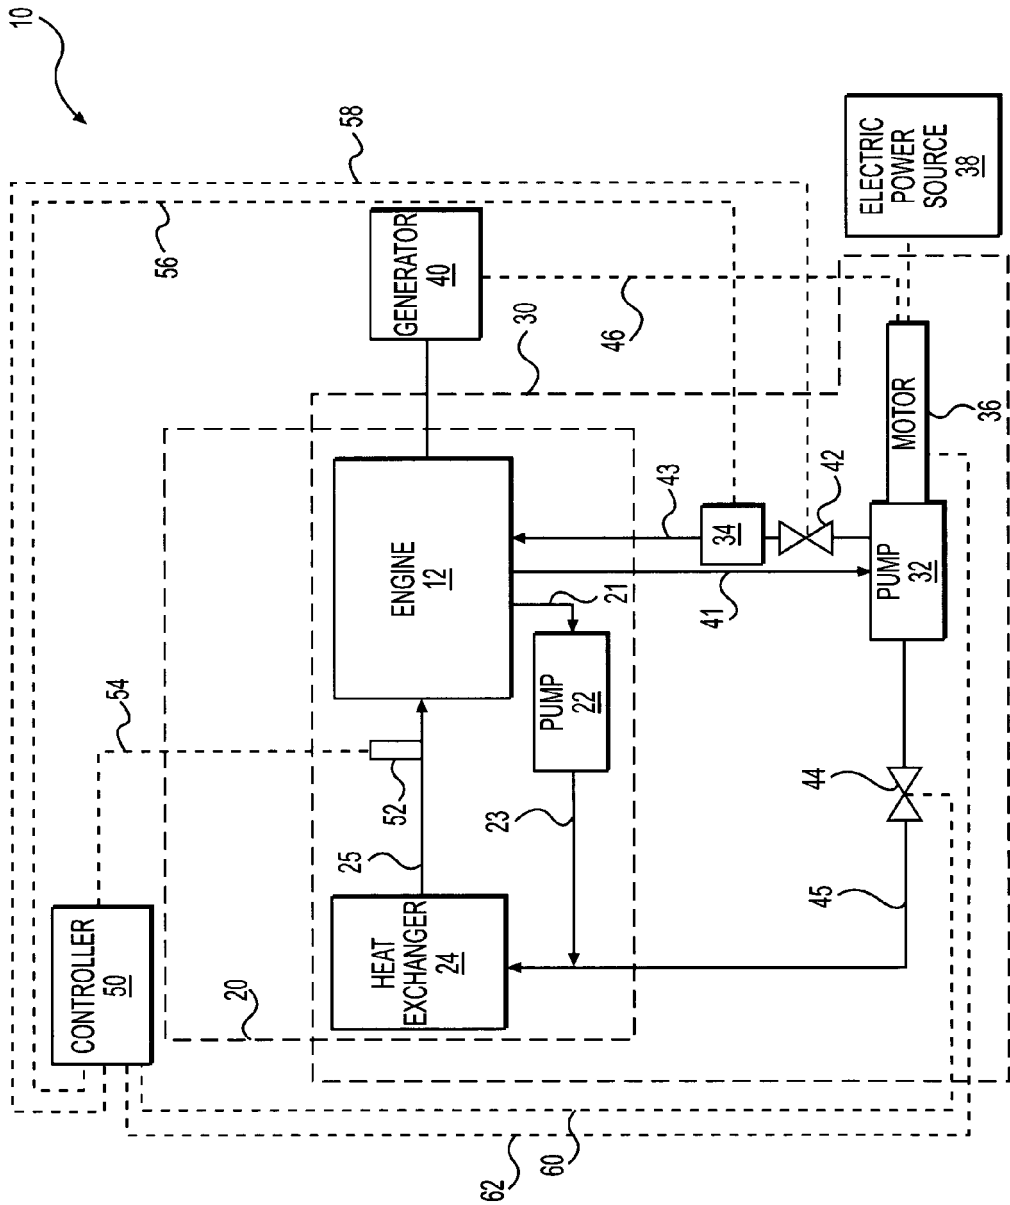 10
CONTROLLER
50
54
56
20
58
25
52
HEAT
EXCHANGER
24
ENGINE
12
GENERATOR
40
62
23
30
60
PUMP
22
21
46
43
41
34
45
44
42
PUMP
32
MOTOR
36
ELECTRIC
POWER
SOURCE
38